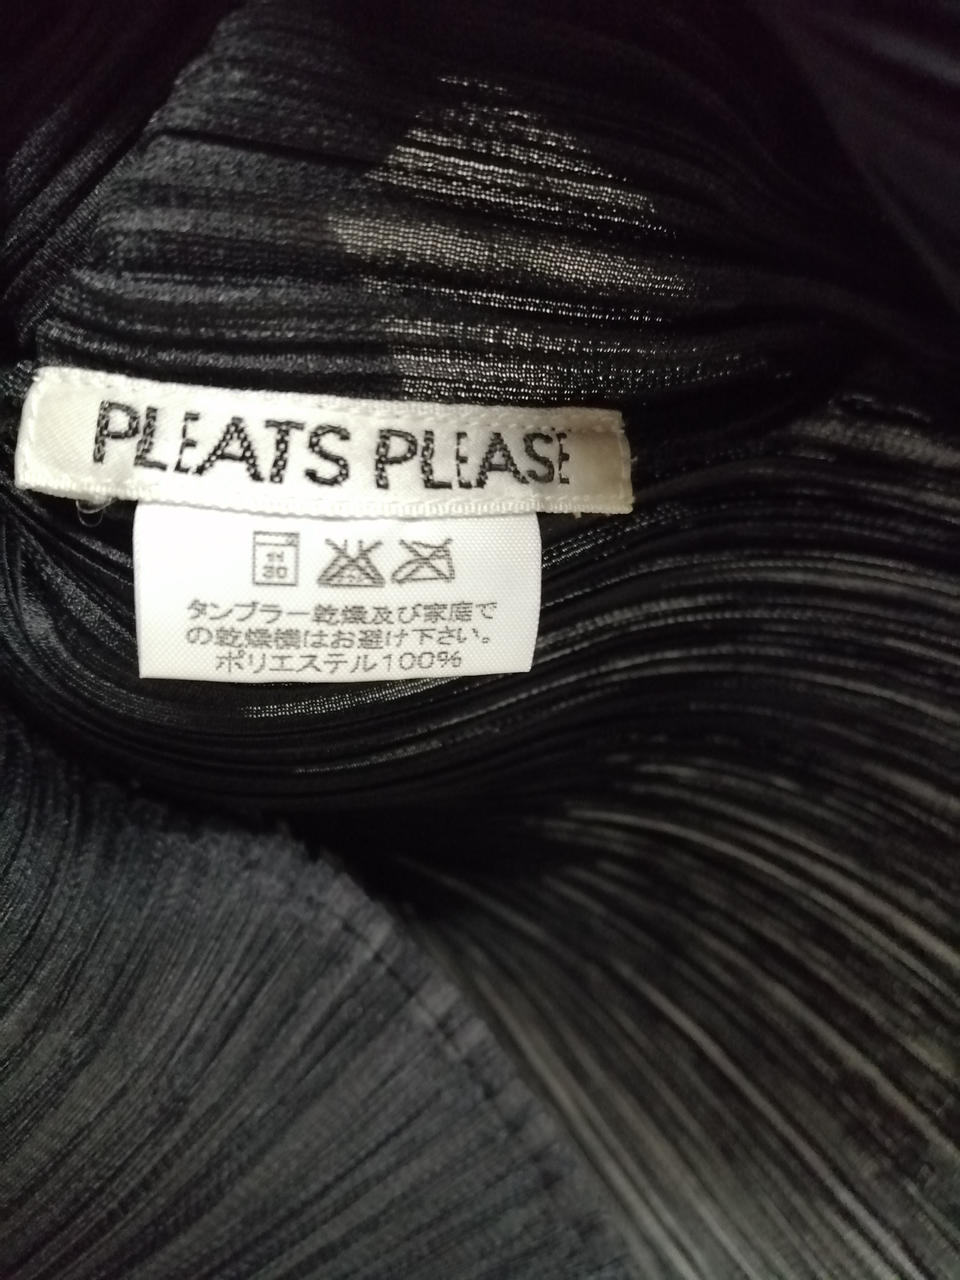 PLEATS PLEASE
タンブラー乾燥及び家庭で
の乾燥機はお避け下さい。
ポリエステル100%